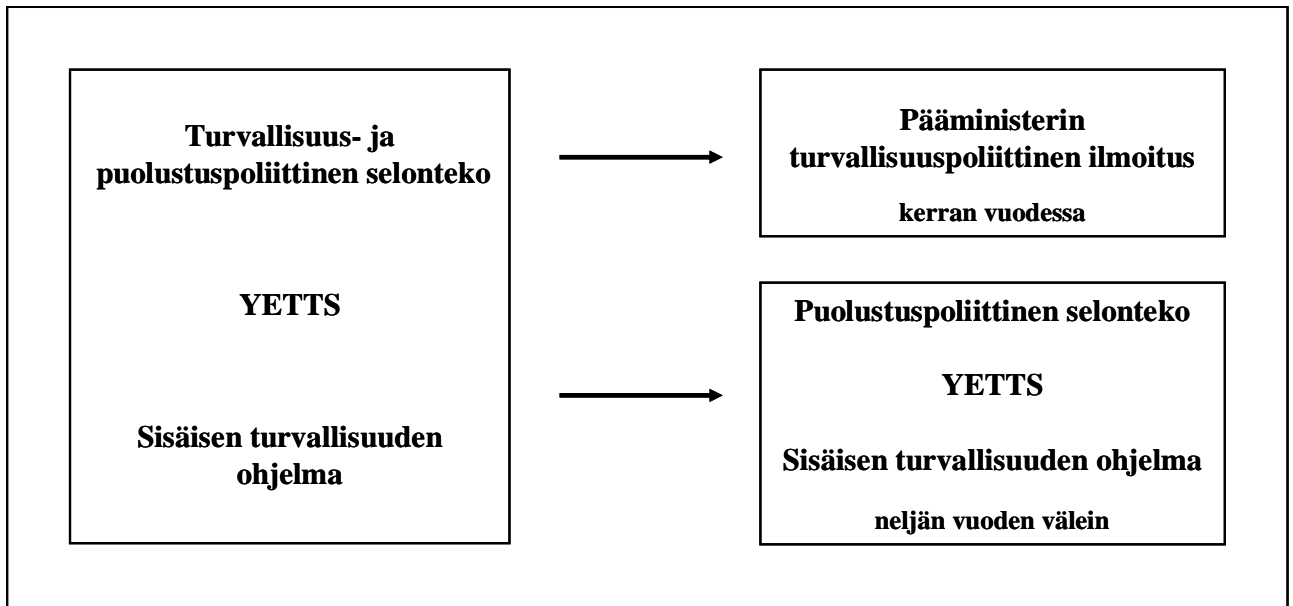 Turvallisuus- ja
puolustuspoliittinen selonteko
YETTS
Sisäisen turvallisuuden
ohjelma
Pääministerin
turvallisuuspoliittinen ilmoitus
kerran vuodessa
Puolustuspoliittinen selonteko
YETTS
Sisäisen turvallisuuden ohjelma
neljän vuoden välein